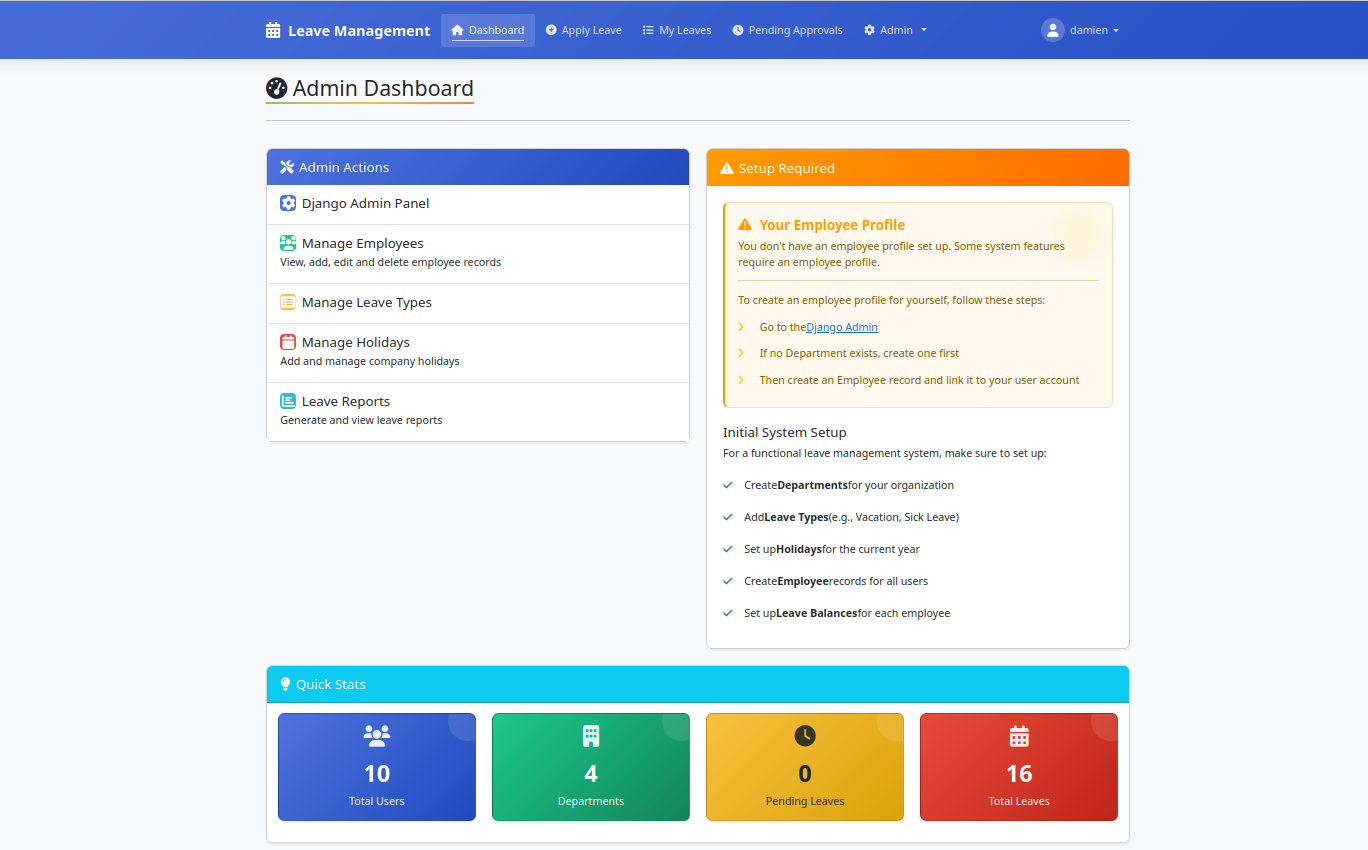 Leave Management
Dashboard
Apply Leave
My Leaves
Pending Approvals
Admin
damien
Admin Dashboard
Admin Actions
Django Admin Panel
Manage Employees
View, add, edit and delete employee records
Manage Leave Types
Manage Holidays
Add and manage company holidays
Leave Reports
Generate and view leave reports
Setup Required
Your Employee Profile
You don't have an employee profile set up. Some system features
require an employee profile.
To create an employee profile for yourself, follow these steps:
Go to theDjango Admin
If no Department exists, create one first
Then create an Employee record and link it to your user account
Initial System Setup
For a functional leave management system, make sure to set up:
CreateDepartmentsfor your organization
AddLeave Types(e.g., Vacation, Sick Leave)
Set upHolidaysfor the current year
CreateEmployeerecords for all users
Set upLeave Balancesfor each employee
Quick Stats
10
Total Users
4
Departments
0
Pending Leaves
16
Total Leaves